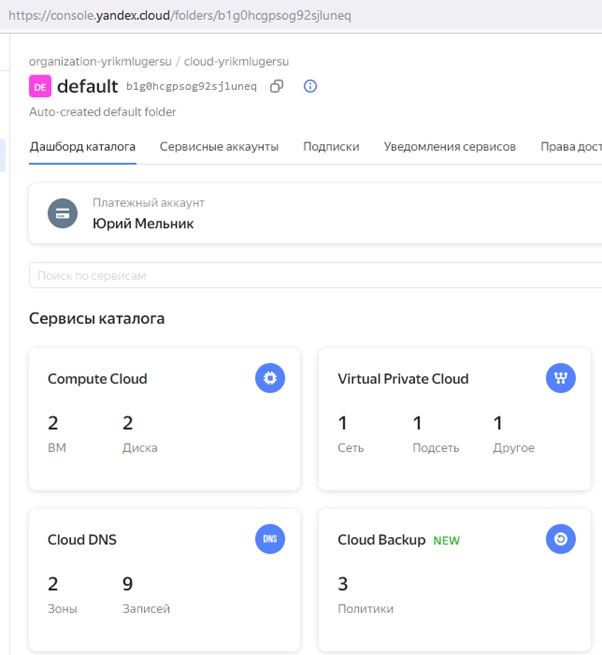 https://console.yandex.cloud/folders/b1g0hcgpsog92sjluneq
organization-yrikmlugersu / cloud-yrikmlugersu
DE default b1g0hcgpsog92sjluneq
Auto-created default folder
Дашборд каталога Сервисные аккаунты Подписки Уведомления сервисов Права дост
Платежный аккаунт
Юрий Мельник
Поиск по сервисам
Сервисы каталога
Compute Cloud
2 2
ВМ Диска
Virtual Private Cloud
1 1 1
Сеть Подсеть Другое
Cloud DNS DNS
2 9
Зоны Записей
Cloud Backup NEW
3
Политики